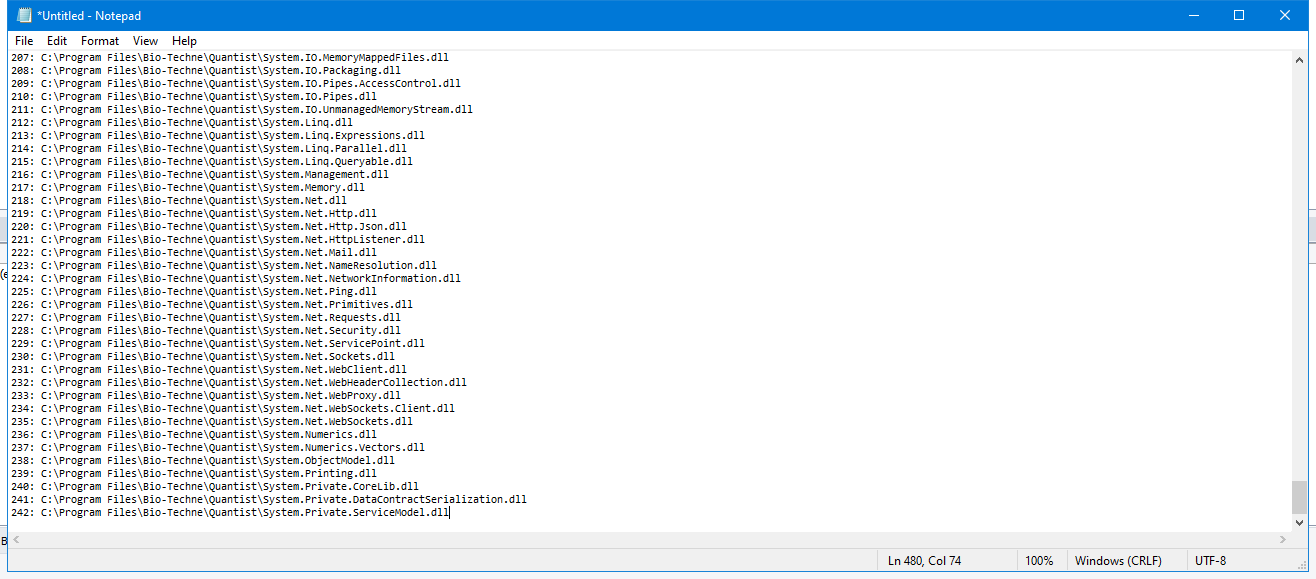 *Untitled - Notepad
File Edit Format View Help
207: C:\Program Files\Bio-Techne\Quantist\System.IO.MemoryMappedFiles.dll
208: C:\Program Files\Bio-Techne\Quantist\System.IO.Packaging.dll
209: C:\Program Files\Bio-Techne\Quantist\System.IO.Pipes.AccessControl.dll
210: C:\Program Files\Bio-Techne\Quantist\System.IO.Pipes.dll
211: C:\Program Files\Bio-Techne\Quantist\System.IO.UnmanagedMemoryStream.dll
212: C:\Program Files\Bio-Techne\Quantist\System.Linq.dll
213: C:\Program Files\Bio-Techne\Quantist\System.Linq.Expressions.dll
214: C:\Program Files\Bio-Techne\Quantist\System.Linq.Parallel.dll
215: C:\Program Files\Bio-Techne\Quantist\System.Linq.Queryable.dll
216: C:\Program Files\Bio-Techne\Quantist\System.Management.dll
217: C:\Program Files\Bio-Techne\Quantist\System.Memory.dll
218: C:\Program Files\Bio-Techne\Quantist\System.Net.dll
219: C:\Program Files\Bio-Techne\Quantist\System.Net.Http.dll
220: C:\Program Files\Bio-Techne\Quantist\System.Net.Http.Json.dll
221: C:\Program Files\Bio-Techne\Quantist\System.Net.HttpListener.dll
222: C:\Program Files\Bio-Techne\Quantist\System.Net.Mail.dll
223: C:\Program Files\Bio-Techne\Quantist\System.Net.NameResolution.dll
224: C:\Program Files\Bio-Techne\Quantist\System.Net.NetworkInformation.dll
225: C:\Program Files\Bio-Techne\Quantist\System.Net.Ping.dll
226: C:\Program Files\Bio-Techne\Quantist\System.Net.Primitives.dll
227: C:\Program Files\Bio-Techne\Quantist\System.Net.Requests.dll
228: C:\Program Files\Bio-Techne\Quantist\System.Net.Security.dll
229: C:\Program Files\Bio-Techne\Quantist\System.Net.ServicePoint.dll
230: C:\Program Files\Bio-Techne\Quantist\System.Net.Sockets.dll
231: C:\Program Files\Bio-Techne\Quantist\System.Net.WebClient.dll
232: C:\Program Files\Bio-Techne\Quantist\System.Net.WebHeaderCollection.dll
233: C:\Program Files\Bio-Techne\Quantist\System.Net.WebProxy.dll
234: C:\Program Files\Bio-Techne\Quantist\System.Net.WebSockets.Client.dll
235: C:\Program Files\Bio-Techne\Quantist\System.Net.WebSockets.dll
236: C:\Program Files\Bio-Techne\Quantist\System.Numerics.dll
237: C:\Program Files\Bio-Techne\Quantist\System.Numerics.Vectors.dll
238: C:\Program Files\Bio-Techne\Quantist\System.ObjectModel.dll
239: C:\Program Files\Bio-Techne\Quantist\System.Printing.dll
240: C:\Program Files\Bio-Techne\Quantist\System.Private.CoreLib.dll
241: C:\Program Files\Bio-Techne\Quantist\System.Private.DataContractSerialization.dll
242: C:\Program Files\Bio-Techne\Quantist\System.Private.ServiceModel.dll
Ln 480, Col 74 100% Windows (CRLF) UTF-8